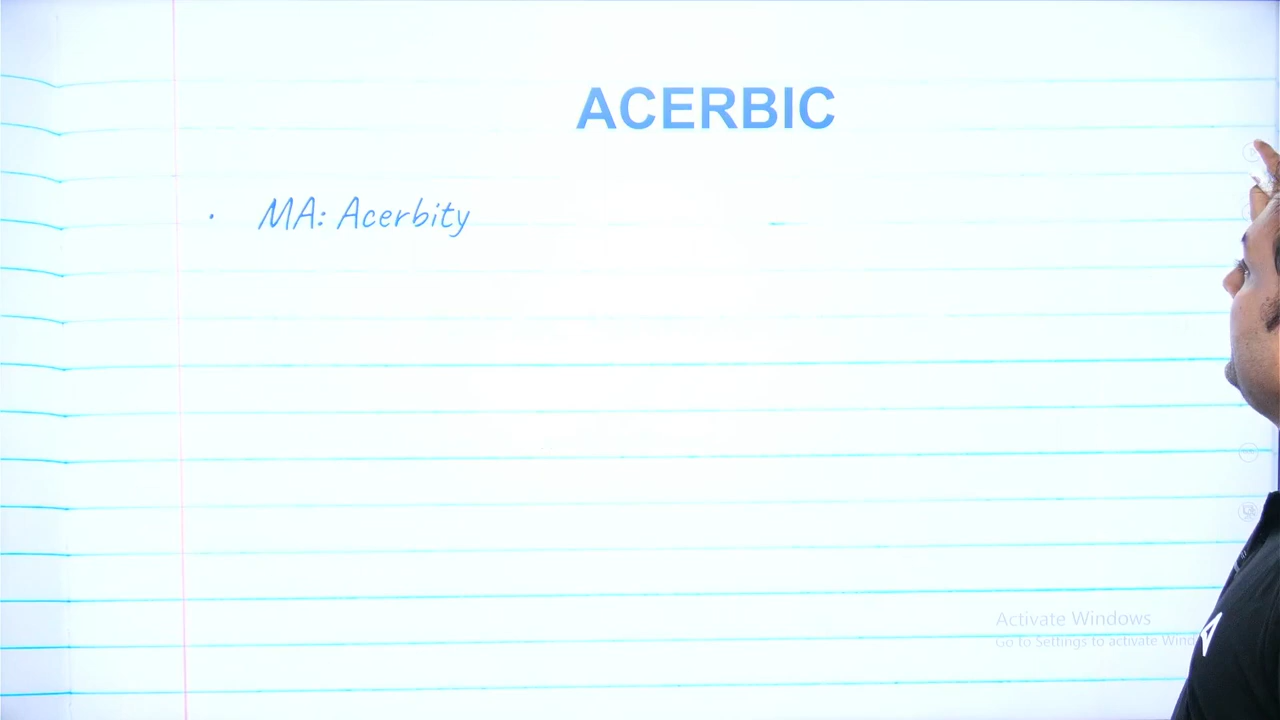 ACERBIC
· MA: Acerbity
Activate Windows
Go to Settings to activate Wind